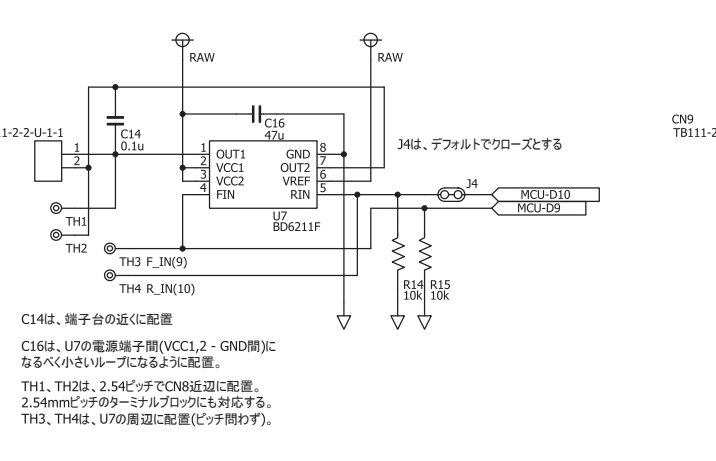 RAW
RAW
C16
47u
C14
0.1u
1-2-2-U-1-1
1
2
CN9
TB111-2
J4は、デフォルトでクローズとする
1
2
3
4
OUT1
VCC1
VCC2
FIN
GND
OUT2
VREF
RIN
8
7
6
5
U7
BD6211F
J4
MCU-D10
MCU-D9
TH1
TH2
TH3 F_IN(9)
TH4 R_IN(10)
R14
10k
R15
10k
C14は、端子台の近くに配置
C16は、U7の電源端子間(VCC1,2 - GND間)に
なるべく小さいループになるように配置。
TH1、TH2は、2.54ピッチでCN8近辺に配置。
2.54mmピッチのターミナルブロックにも対応する。
TH3、TH4は、U7の周辺に配置(ピッチ問わず)。